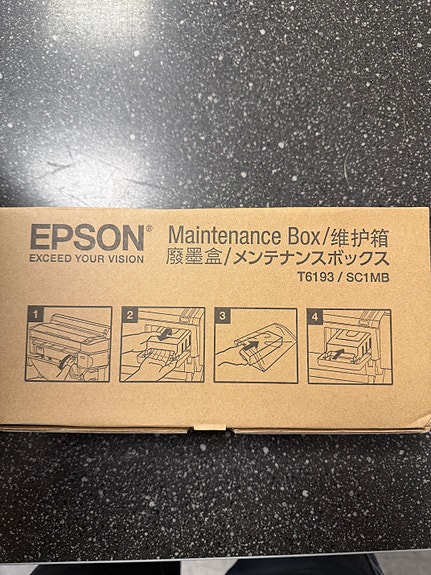 EPSON®
EXCEED YOUR VISION
Maintenance Box/维护箱
廢墨盒/メンテナンスボックス
T6193 / SC1MB
1 2 3 4